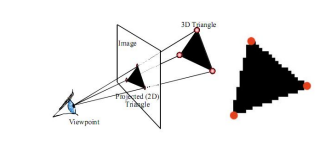 3D Triangle
Image
Projected (2D)
Triangle
Viewpoint